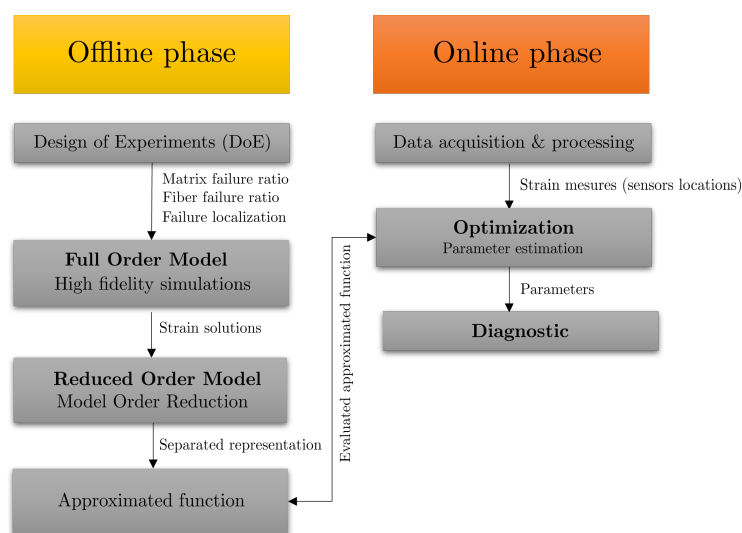 Offline phase
Design of Experiments (DoE)
Matrix failure ratio
Fiber failure ratio
Failure localization
Full Order Model
High fidelity simulations
Strain solutions
Reduced Order Model
Model Order Reduction
Separated representation
Approximated function
Evaluated approximated function
Online phase
Data acquisition & processing
Strain mesures (sensors locations)
Optimization
Parameter estimation
Parameters
Diagnostic